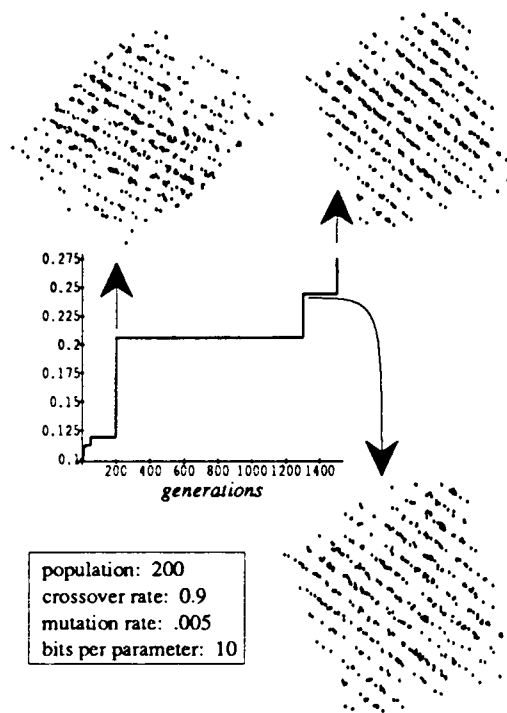 0.275
0.25
0.225
0.2
0.175
0.15
0.125
0.1
200 400 600 800 1000 1200 1400
generations
population: 200
crossover rate: 0.9
mutation rate: .005
bits per parameter: 10